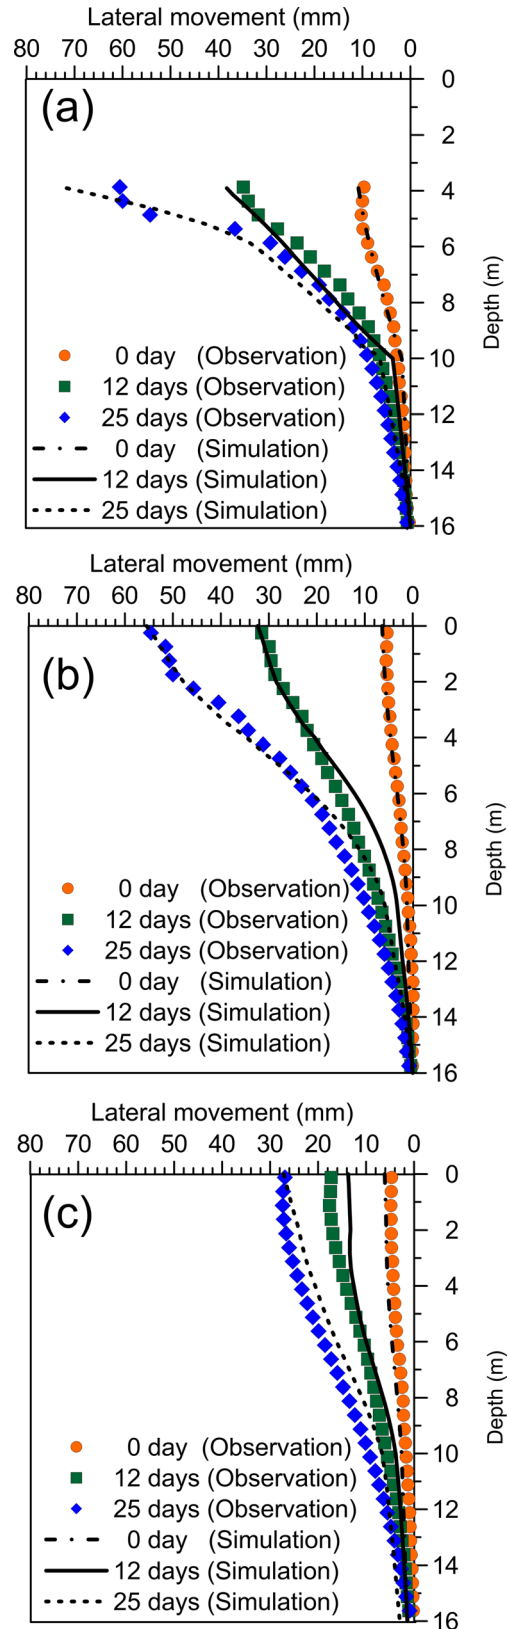 Lateral movement (mm)
80 70 60 50 40 30 20 10 0
(a)
0
2
4
6
8
10
12
14
16
Depth (m)
0 day (Observation)
12 days (Observation)
25 days (Observation)
0 day (Simulation)
12 days (Simulation)
25 days (Simulation)
Lateral movement (mm)
80 70 60 50 40 30 20 10 0
(b)
0
2
4
6
8
10
12
14
16
Depth (m)
0 day (Observation)
12 days (Observation)
25 days (Observation)
0 day (Simulation)
12 days (Simulation)
25 days (Simulation)
Lateral movement (mm)
80 70 60 50 40 30 20 10 0
(c)
0
2
4
6
8
10
12
14
16
Depth (m)
0 day (Observation)
12 days (Observation)
25 days (Observation)
0 day (Simulation)
12 days (Simulation)
25 days (Simulation)